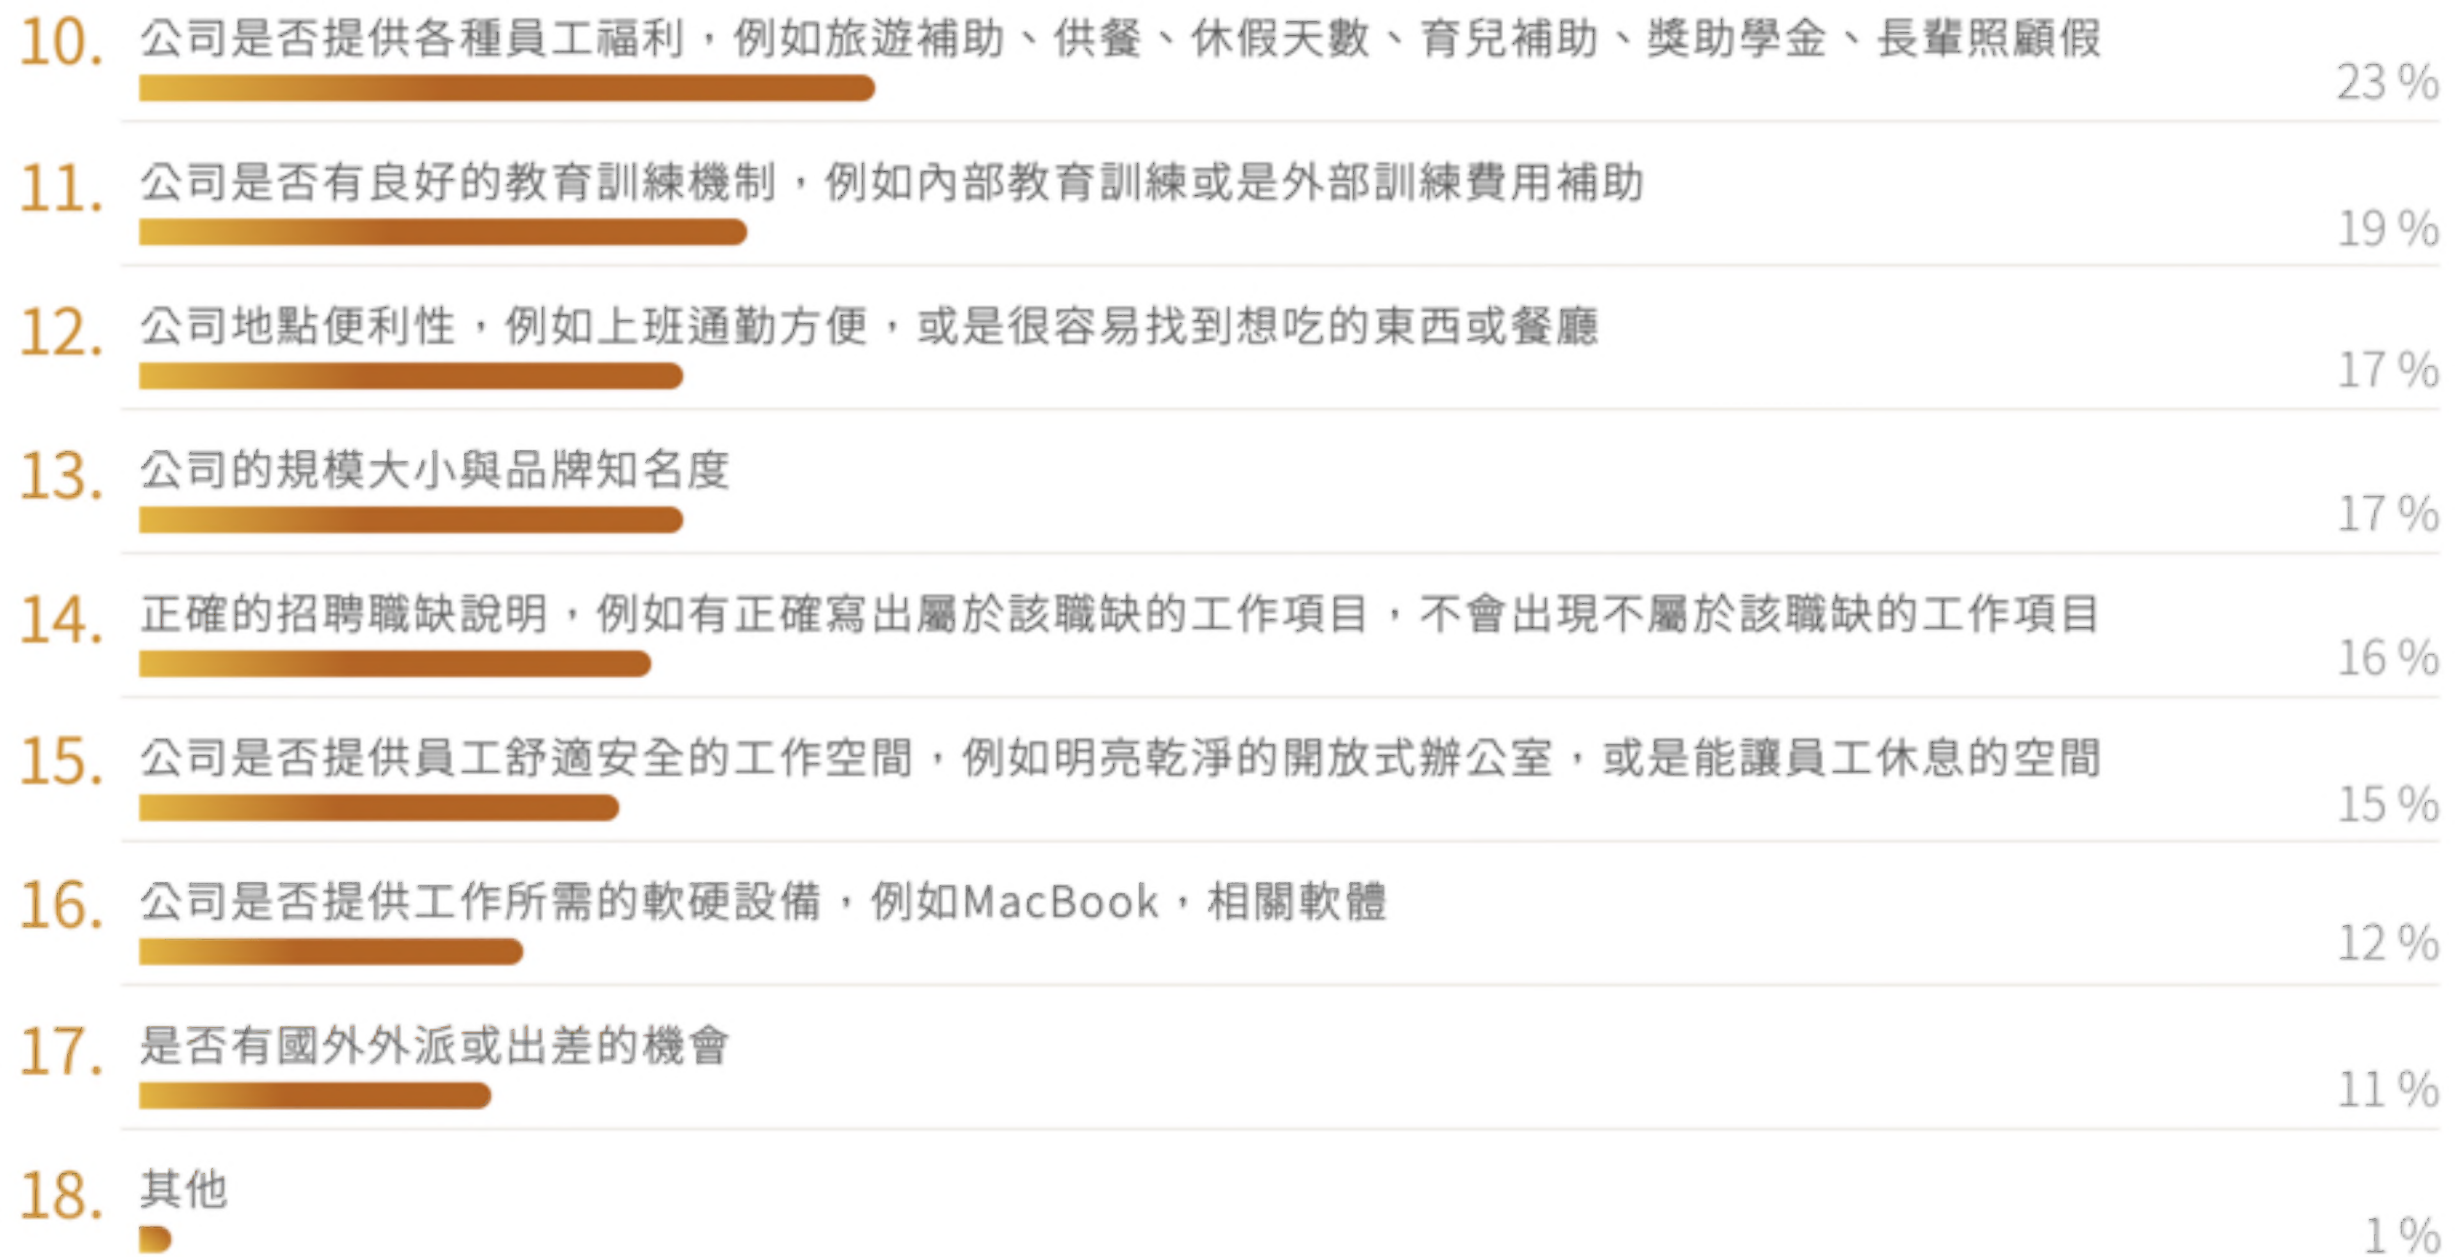 10. 公司是否提供各種員工福利，例如旅遊補助、供餐、休假天數、育兒補助、獎助學金、長輩照顧假
23 %
11. 公司是否有良好的教育訓練機制，例如內部教育訓練或是外部訓練費用補助
19 %
12. 公司地點便利性，例如上班通勤方便，或是很容易找到想吃的東西或餐廳
17 %
13. 公司的規模大小與品牌知名度
17 %
14. 正確的招聘職缺說明，例如有正確寫出屬於該職缺的工作項目，不會出現不屬於該職缺的工作項目
16 %
15. 公司是否提供員工舒適安全的工作空間，例如明亮乾淨的開放式辦公室，或是能讓員工休息的空間
15 %
16. 公司是否提供工作所需的軟硬設備，例如MacBook，相關軟體
12 %
17. 是否有國外外派或出差的機會
11 %
18. 其他
1 %